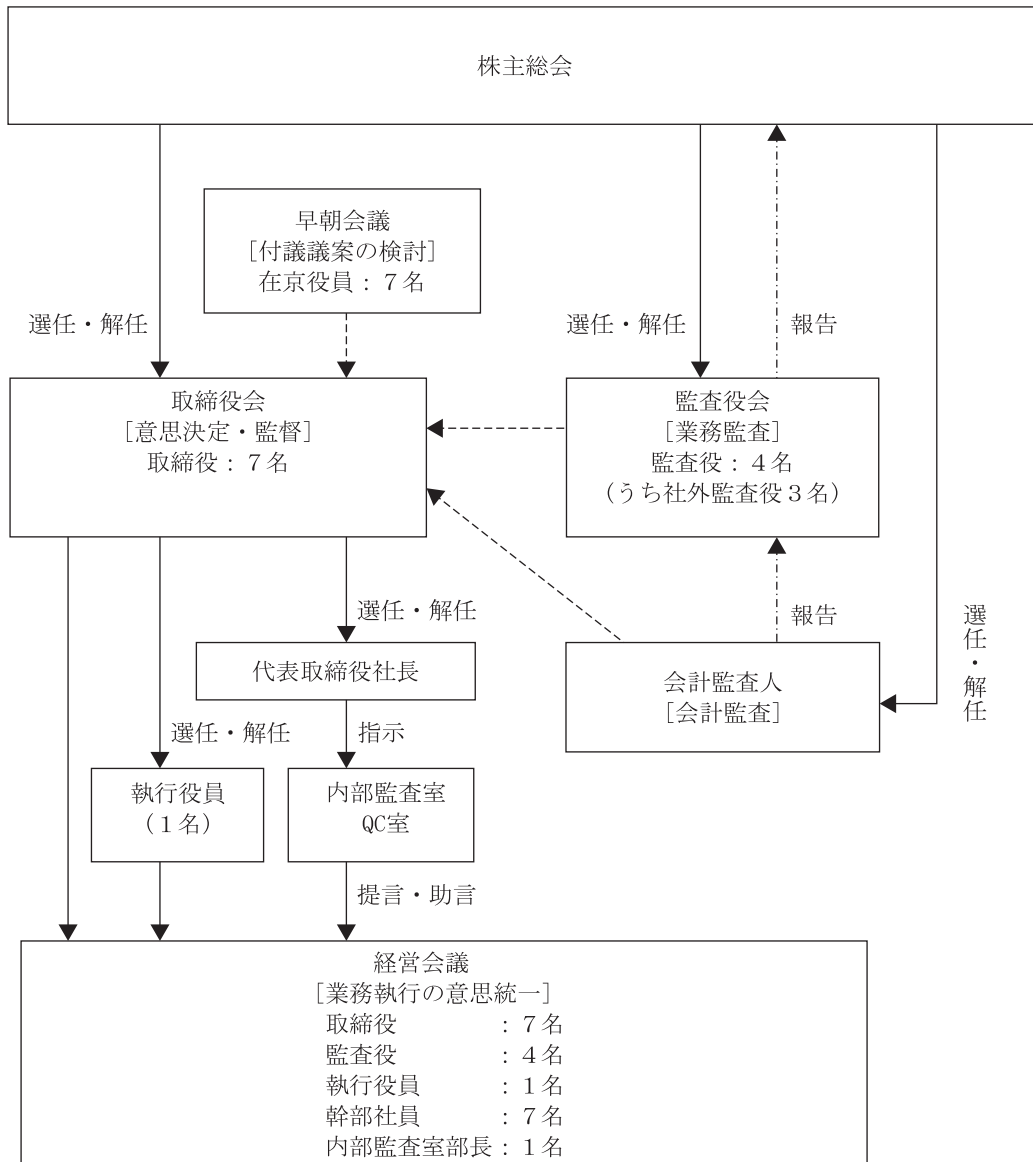 株主総会
早朝会議
[付議議案の検討]
在京役員：７名
選任・解任
選任・解任
報告
取締役会
[意思決定・監督]
取締役：７名
監査役会
[業務監査]
監査役：４名
（うち社外監査役３名）
選任・解任
報告
選任・解任
代表取締役社長
会計監査人
[会計監査]
選任・解任
指示
執行役員
（１名）
内部監査室
QC室
提言・助言
経営会議
[業務執行の意思統一]
取締役　　　　：７名
監査役　　　　：４名
執行役員　　　：１名
幹部社員　　　：７名
内部監査室部長：１名